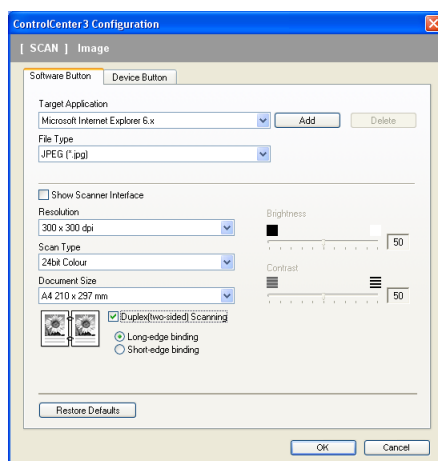 ControlCenter3 Configuration
[ SCAN ] Image
Software Button Device Button
Target Application
Microsoft Internet Explorer 6.x Add Delete
File Type
JPEG (*.jpg)
Show Scanner Interface
Resolution Brightness
300 x 300 dpi 50
Scan Type
24bit Colour Contrast
Document Size
A4 210 x 297 mm 50
Duplex(two-sided) Scanning
Long-edge binding
Short-edge binding
Restore Defaults
OK Cancel